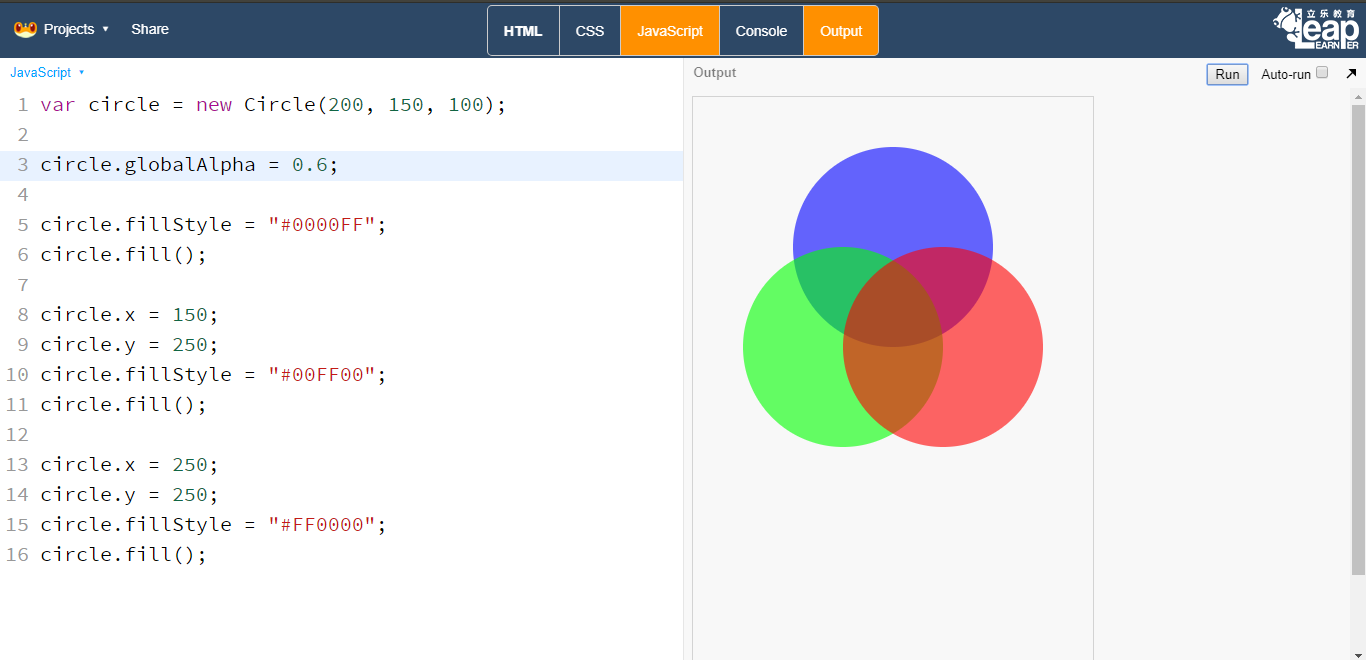 Projects ▾ Share HTML CSS JavaScript Console Output
立乐教育
Leap
LEARNER
JavaScript ▾
Output Run Auto-run
1 var circle = new Circle(200, 150, 100);
2
3 circle.globalAlpha = 0.6;
4
5 circle.fillStyle = "#0000FF";
6 circle.fill();
7
8 circle.x = 150;
9 circle.y = 250;
10 circle.fillStyle = "#00FF00";
11 circle.fill();
12
13 circle.x = 250;
14 circle.y = 250;
15 circle.fillStyle = "#FF0000";
16 circle.fill();